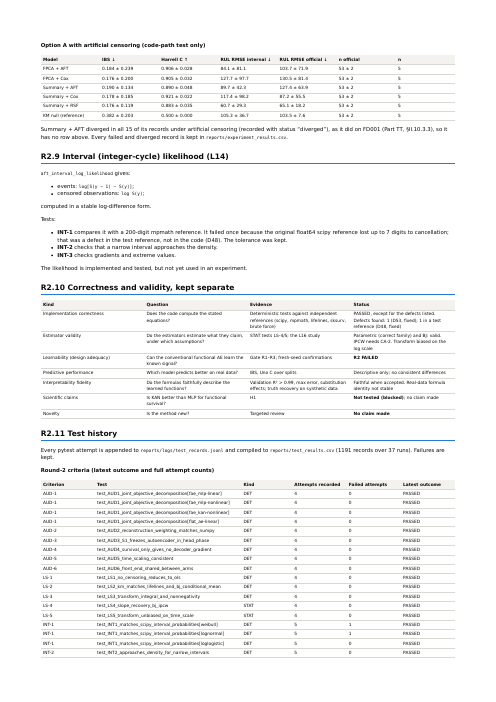 Option A with artificial censoring (code-path test only)
Model IBS ↓ Harrell C ↑ RUL RMSE interval ↓ RUL RMSE official ↓ n official n
FPCA + AFT 0.184 ± 0.239 0.906 ± 0.028 84.1 ± 81.1 103.7 ± 71.9 53 ± 2 5
FPCA + Cox 0.176 ± 0.200 0.905 ± 0.032 127.7 ± 97.7 130.5 ± 81.4 53 ± 2 5
Summary + AFT 0.190 ± 0.134 0.890 ± 0.048 89.7 ± 42.3 127.4 ± 63.9 53 ± 2 5
Summary + Cox 0.178 ± 0.185 0.921 ± 0.022 117.4 ± 98.2 87.2 ± 55.5 53 ± 2 5
Summary + RSF 0.176 ± 0.119 0.883 ± 0.035 60.7 ± 29.3 65.1 ± 18.2 53 ± 2 5
KM null (reference) 0.382 ± 0.203 0.500 ± 0.000 105.3 ± 36.7 103.5 ± 7.6 53 ± 2 5
Summary + AFT diverged in all 15 of its records under artificial censoring (recorded with status "diverged"), as it did on FD001 (Part TT, §II.10.3.3), so it
has no row above. Every failed and diverged record is kept in reports/experiment_results.csv.
R2.9 Interval (integer-cycle) likelihood (L14)
aft_interval_log_likelihood gives:
• events: log[S(y − 1) − S(y)];
• censored observations: log S(y);
computed in a stable log-difference form.
Tests:
• INT-1 compares it with a 200-digit mpmath reference. It failed once because the original float64 scipy reference lost up to 7 digits to cancellation;
that was a defect in the test reference, not in the code (D48). The tolerance was kept.
• INT-2 checks that a narrow interval approaches the density.
• INT-3 checks gradients and extreme values.
The likelihood is implemented and tested, but not yet used in an experiment.
R2.10 Correctness and validity, kept separate
Kind Question Evidence Status
Implementation correctness Does the code compute the stated equations? Deterministic tests against independent references (scipy, mpmath, lifelines, sksurv, brute force) PASSED, except for the defects listed. Defects found: 1 (D53, fixed); 1 in a test reference (D48, fixed)
Estimator validity Do the estimators estimate what they claim, under which assumptions? STAT tests LS-4/5; the L16 study Parametric (correct family) and BJ: valid. IPCW needs CA-2. Transform biased on the log scale
Learnability (design adequacy) Can the conventional functional AE learn the known signal? Gate R1–R3; fresh-seed confirmations R2 FAILED
Predictive performance Which model predicts better on real data? IBS, Uno C over splits Descriptive only; no consistent differences
Interpretability fidelity Do the formulas faithfully describe the learned functions? Validation R² > 0.99, max error, substitution effects; truth recovery on synthetic data Faithful when accepted. Real-data formula identity not stable
Scientific claims Is KAN better than MLP for functional survival? H1 Not tested (blocked); no claim made
Novelty Is the method new? Targeted review No claim made
R2.11 Test history
Every pytest attempt is appended to reports/logs/test_records.jsonl and compiled to reports/test_results.csv (1191 records over 37 runs). Failures are
kept.
Round-2 criteria (latest outcome and full attempt counts)
Criterion Test Kind Attempts recorded Failed attempts Latest outcome
AUD-1 test_AUD1_joint_objective_decomposition[fae_mlp-linear] DET 4 0 PASSED
AUD-1 test_AUD1_joint_objective_decomposition[fae_mlp-nonlinear] DET 4 0 PASSED
AUD-1 test_AUD1_joint_objective_decomposition[fae_kan-nonlinear] DET 4 0 PASSED
AUD-1 test_AUD1_joint_objective_decomposition[flat_ae-linear] DET 4 0 PASSED
AUD-2 test_AUD2_reconstruction_weighting_matches_numpy DET 4 0 PASSED
AUD-3 test_AUD3_S1_freezes_autoencoder_in_head_phase DET 4 0 PASSED
AUD-4 test_AUD4_survival_only_gives_no_decoder_gradient DET 4 0 PASSED
AUD-5 test_AUD5_time_scaling_consistent DET 4 0 PASSED
AUD-6 test_AUD6_front_end_shared_between_arms DET 4 0 PASSED
LS-1 test_LS1_no_censoring_reduces_to_ols DET 4 0 PASSED
LS-2 test_LS2_km_matches_lifelines_and_bj_conditional_mean DET 4 0 PASSED
LS-3 test_LS3_transform_integral_and_nonnegativity DET 4 0 PASSED
LS-4 test_LS4_slope_recovery_bj_ipcw STAT 4 0 PASSED
LS-5 test_LS5_transform_unbiased_on_time_scale STAT 4 0 PASSED
INT-1 test_INT1_matches_scipy_interval_probabilities[weibull] DET 5 1 PASSED
INT-1 test_INT1_matches_scipy_interval_probabilities[lognormal] DET 5 1 PASSED
INT-1 test_INT1_matches_scipy_interval_probabilities[loglogistic] DET 5 0 PASSED
INT-2 test_INT2_approaches_density_for_narrow_intervals DET 5 0 PASSED